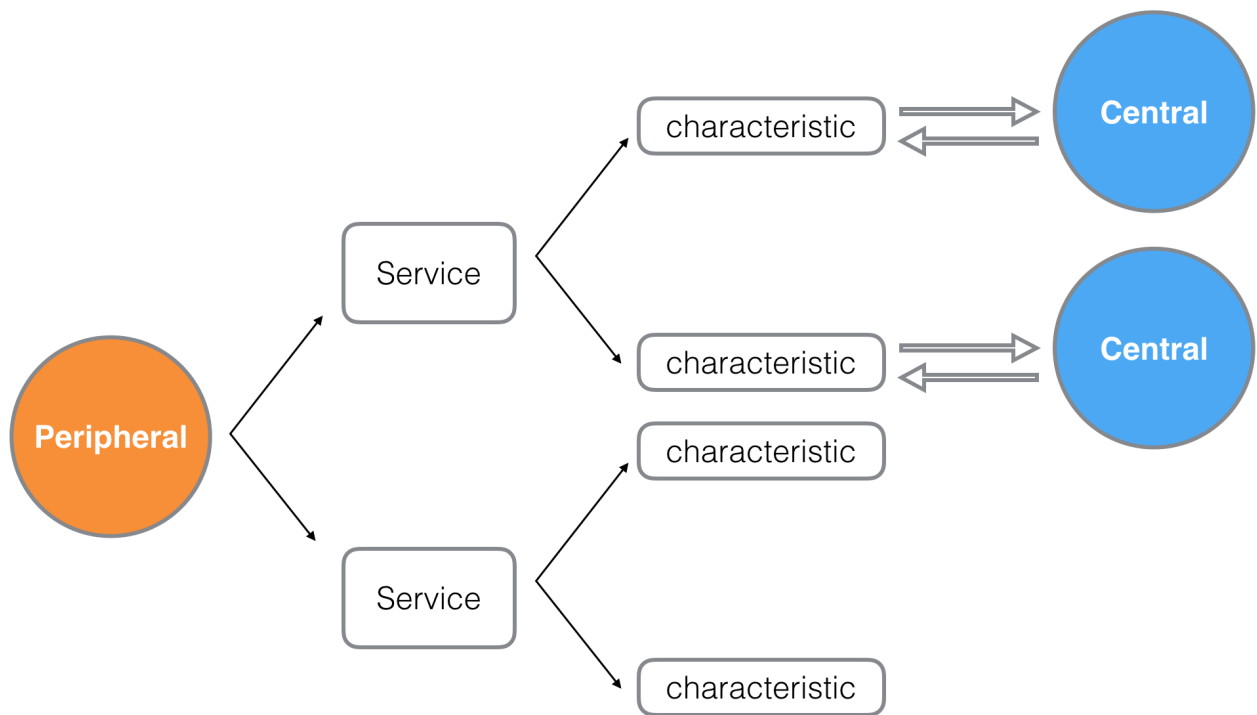 characteristic
Central
Service
characteristic
Central
Peripheral
characteristic
Service
characteristic